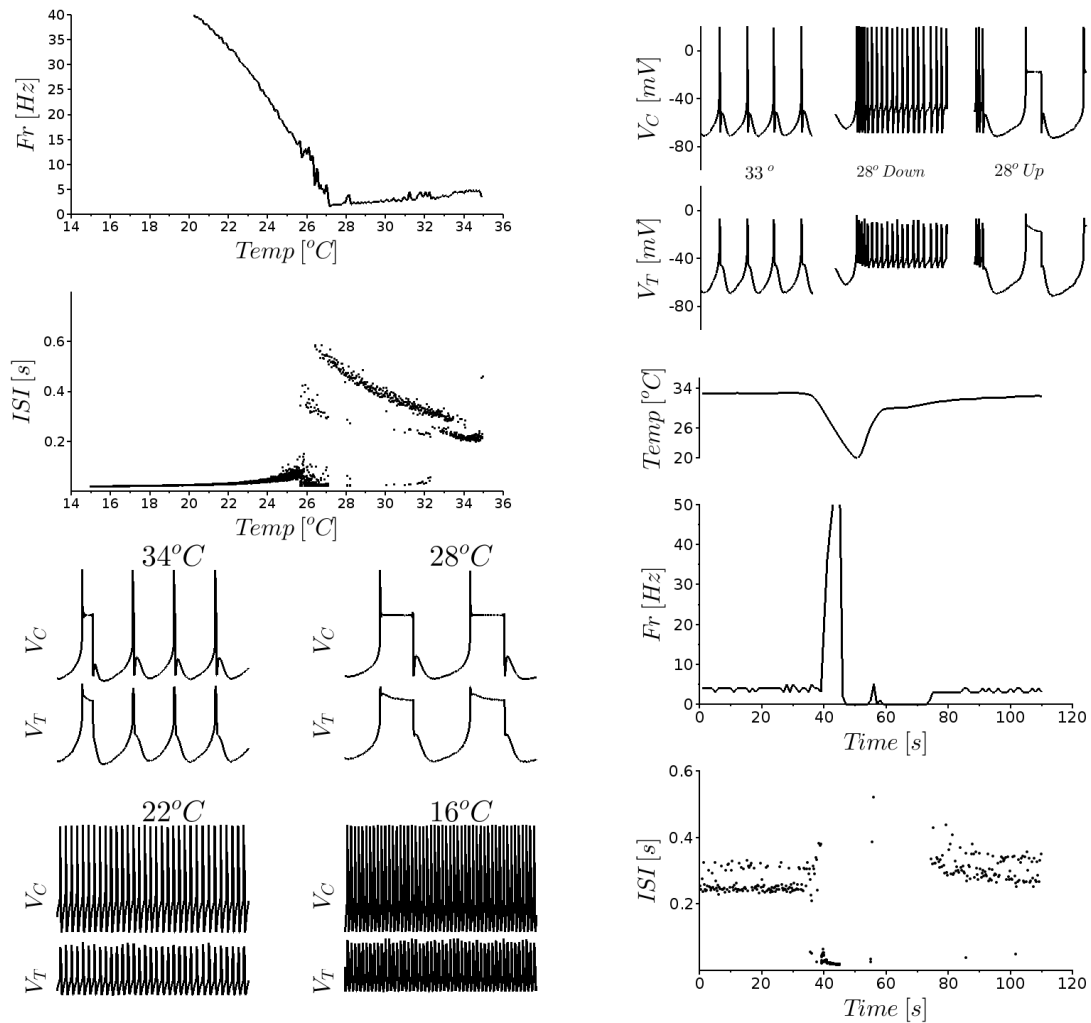 40
35
30
25
20
15
10
5
0
Fr [Hz]
14 16 18 20 22 24 26 28 30 32 34 36
Temp [°C]
0.6
0.4
0.2
ISI [s]
14 16 18 20 22 24 26 28 30 32 34 36
Temp [°C]
34°C
28°C
V_C
V_C
V_T
V_T
22°C
16°C
V_C
V_C
V_T
V_T
0
-40
-80
V_C [mV]
33 °
28° Down
28° Up
0
-40
-80
V_T [mV]
34
26
20
Temp [°C]
50
40
30
20
10
0
Fr [Hz]
0 20 40 60 80 100 120
Time [s]
0.6
0.4
0.2
ISI [s]
0 20 40 60 80 100 120
Time [s]